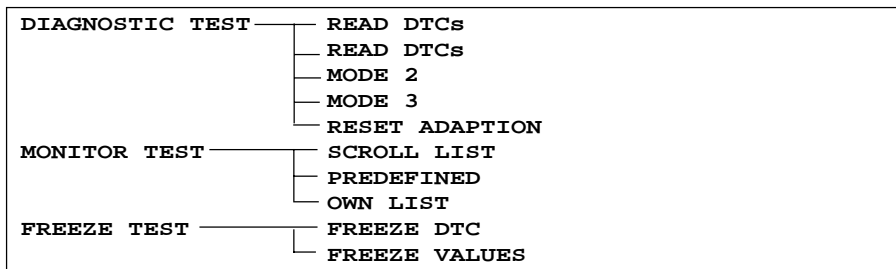 DIAGNOSTIC TEST READ DTCs
READ DTCs
MODE 2
MODE 3
RESET ADAPTION
MONITOR TEST SCROLL LIST
PREDEFINED
OWN LIST
FREEZE TEST FREEZE DTC
FREEZE VALUES